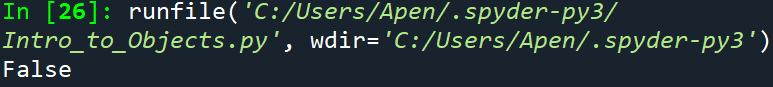 In [26]: runfile('C:/Users/Apen/.spyder-py3/
Intro_to_Objects.py', wdir='C:/Users/Apen/.spyder-py3')
False